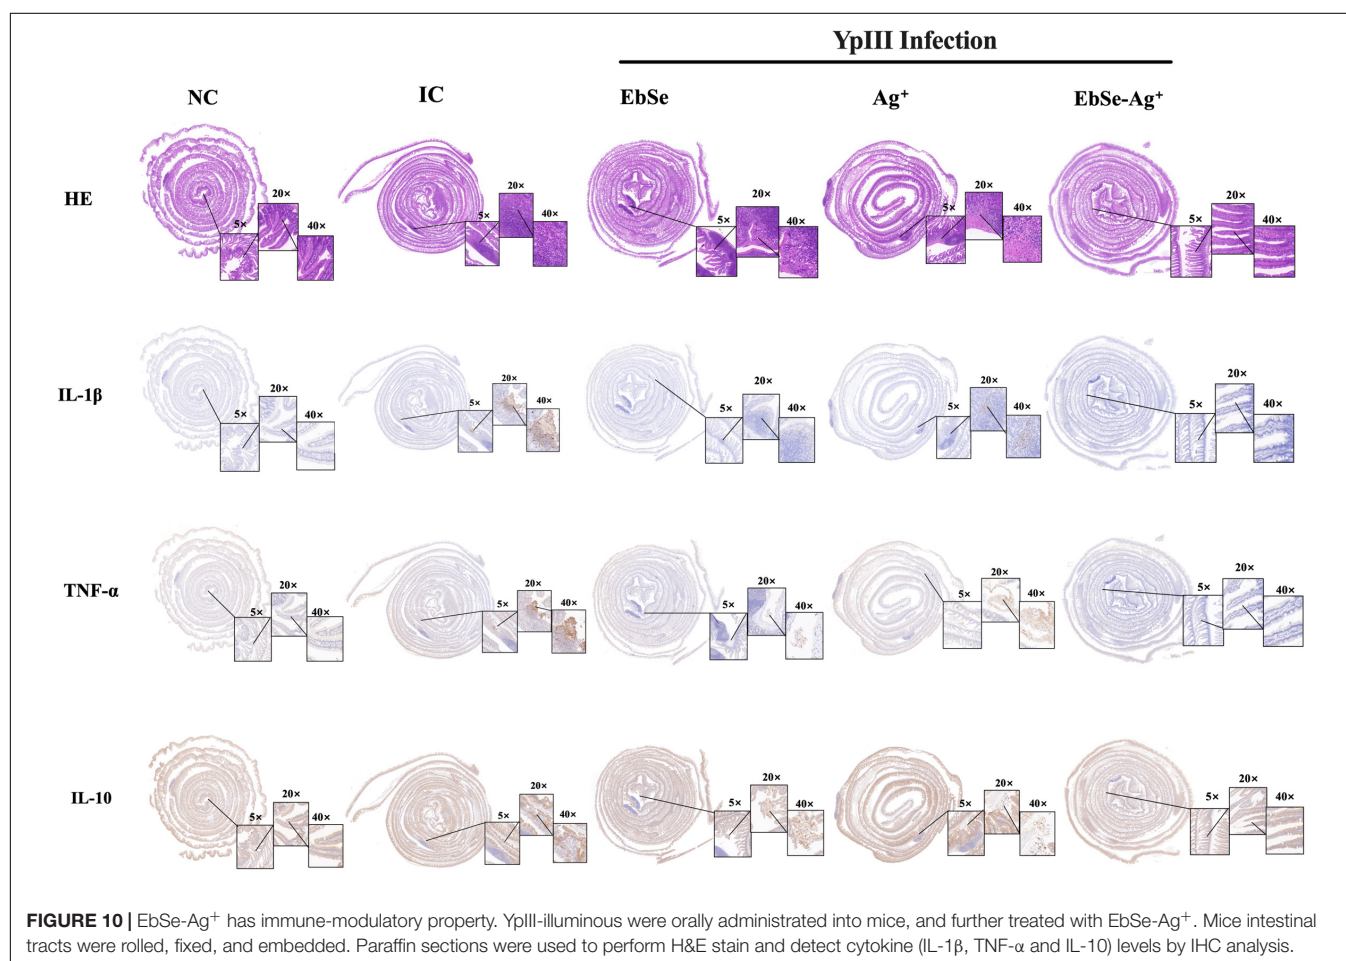 YpIII Infection
NC IC EbSe Ag⁺ EbSe-Ag⁺
HE
5× 20× 40× 5× 20× 40× 5× 20× 40× 5× 20× 40× 5× 20× 40×
IL-1β
5× 20× 40× 5× 20× 40× 5× 20× 40× 5× 20× 40× 5× 20× 40×
TNF-α
5× 20× 40× 5× 20× 40× 5× 20× 40× 5× 20× 40× 5× 20× 40×
IL-10
5× 20× 40× 5× 20× 40× 5× 20× 40× 5× 20× 40× 5× 20× 40×
FIGURE 10 | EbSe-Ag⁺ has immune-modulatory property. YpIII-illuminous were orally administrated into mice, and further treated with EbSe-Ag⁺. Mice intestinal
tracts were rolled, fixed, and embedded. Paraffin sections were used to perform H&E stain and detect cytokine (IL-1β, TNF-α and IL-10) levels by IHC analysis.